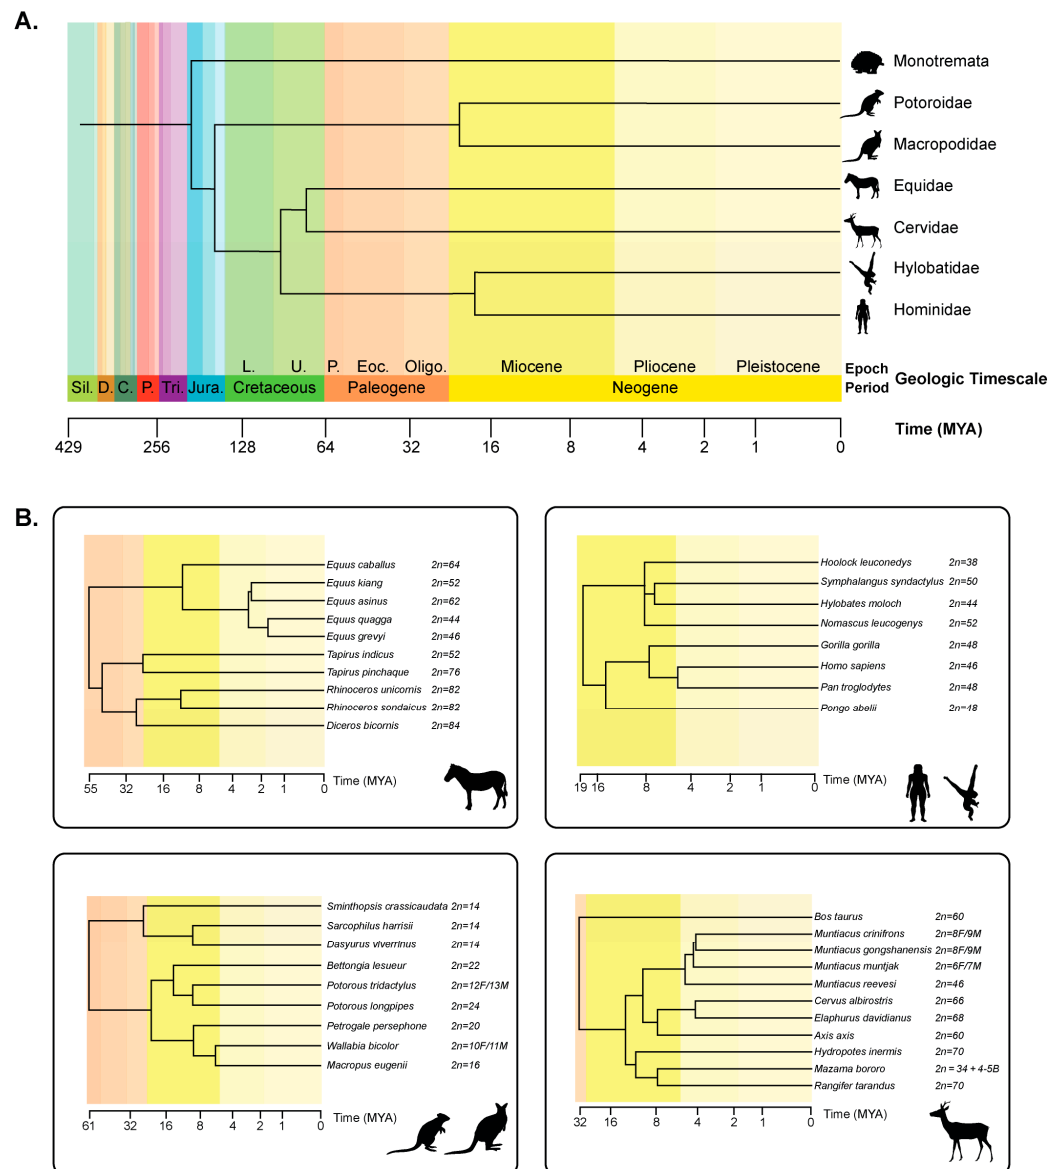 A.
Monotremata
Potoroidae
Macropodidae
Equidae
Cervidae
Hylobatidae
Hominidae
L. U. P. Eoc. Oligo. Miocene Pliocene Pleistocene Epoch
Sil. D. C. P. Tri. Jura. Cretaceous Paleogene Neogene Period Geologic Timescale
Time (MYA)
429 256 128 64 32 16 8 4 2 1 0
B.
Equus caballus 2n=64
Equus kiang 2n=52
Equus asinus 2n=62
Equus quagga 2n=44
Equus grevyi 2n=46
Tapirus indicus 2n=52
Tapirus pinchaque 2n=76
Rhinoceros unicornis 2n=82
Rhinoceros sondaicus 2n=82
Diceros bicornis 2n=84
Time (MYA)
55 32 16 8 4 2 1 0
Hoolock leuconedys 2n=38
Symphalangus syndactylus 2n=50
Hylobates moloch 2n=44
Nomascus leucogenys 2n=52
Gorilla gorilla 2n=48
Homo sapiens 2n=46
Pan troglodytes 2n=48
Pongo abelii 2n=48
Time (MYA)
19 16 8 4 2 1 0
Sminthopsis crassicaudata 2n=14
Sarcophilus harrisii 2n=14
Dasyurus viverrinus 2n=14
Bettongia lesueur 2n=22
Potorous tridactylus 2n=12F/13M
Potorous longpipes 2n=24
Petrogale persephone 2n=20
Wallabia bicolor 2n=10F/11M
Macropus eugenii 2n=16
Time (MYA)
61 32 16 8 4 2 1 0
Bos taurus 2n=60
Muntiacus crinifrons 2n=8F/9M
Muntiacus gongshanensis 2n=8F/9M
Muntiacus muntjak 2n=6F/7M
Muntiacus reevesi 2n=46
Cervus albirostris 2n=66
Elaphurus davidianus 2n=68
Axis axis 2n=60
Hydropotes inermis 2n=70
Mazama bororo 2n = 34 + 4-5B
Rangifer tarandus 2n=70
Time (MYA)
32 16 8 4 2 1 0